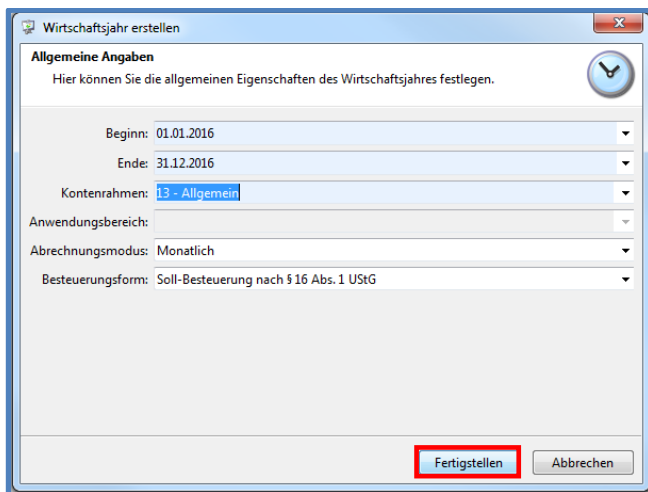 Wirtschaftsjahr erstellen
Allgemeine Angaben
Hier können Sie die allgemeinen Eigenschaften des Wirtschaftsjahres festlegen.
Beginn: 01.01.2016
Ende: 31.12.2016
Kontenrahmen: 13 - Allgemein
Anwendungsbereich:
Abrechnungsmodus: Monatlich
Besteuerungsform: Soll-Besteuerung nach § 16 Abs. 1 UStG
Fertigstellen Abbrechen